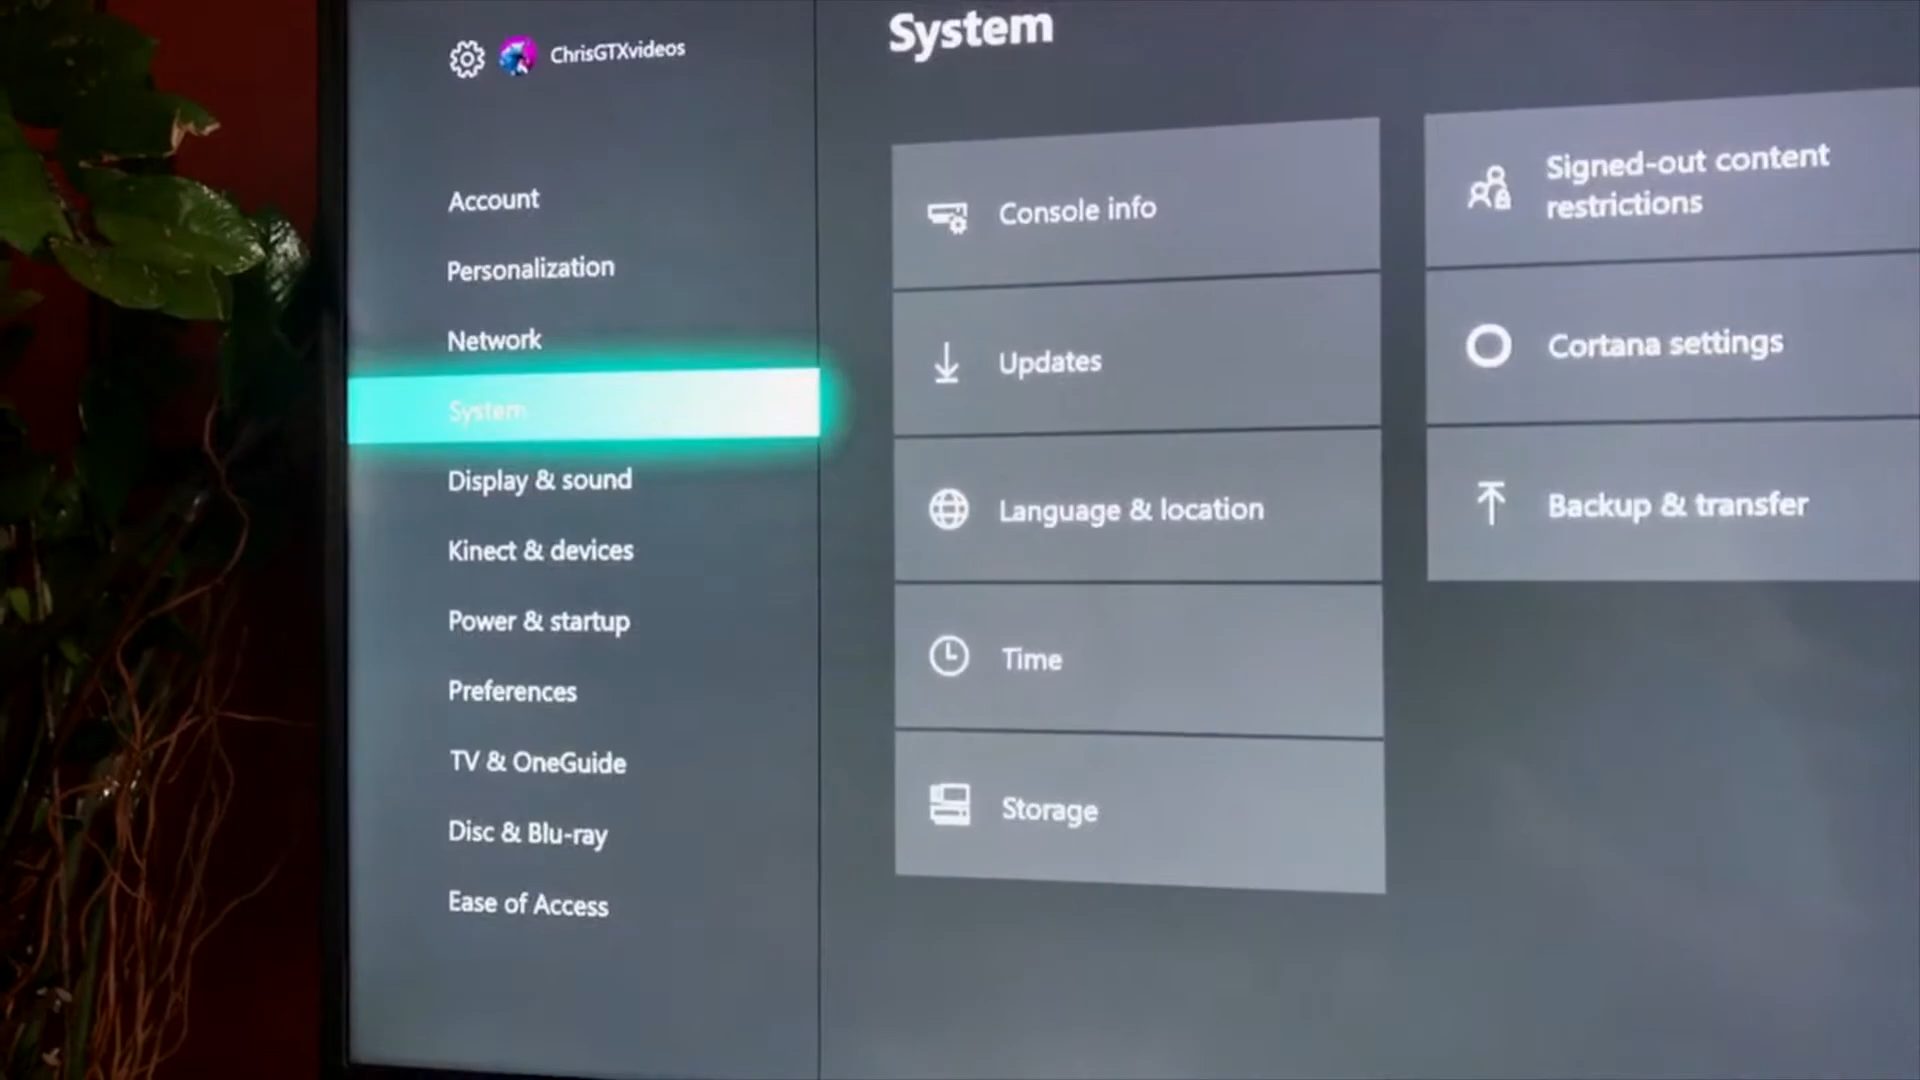 ChrisGTXvideos
Account
Personalization
Network
System
Display & sound
Kinect & devices
Power & startup
Preferences
TV & OneGuide
Disc & Blu-ray
Ease of Access
System
Console info
Updates
Language & location
Time
Storage
Signed-out content
restrictions
Cortana settings
Backup & transfer